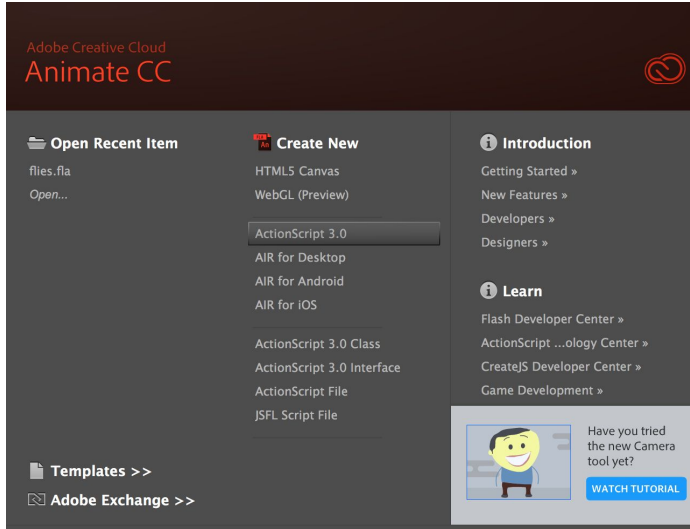 Adobe Creative Cloud
Animate CC
Open Recent Item
flies.fla
Open...
Templates >>
Adobe Exchange >>
Create New
HTML5 Canvas
WebGL (Preview)
ActionScript 3.0
AIR for Desktop
AIR for Android
AIR for iOS
ActionScript 3.0 Class
ActionScript 3.0 Interface
ActionScript File
JSFL Script File
Introduction
Getting Started »
New Features »
Developers »
Designers »
Learn
Flash Developer Center »
ActionScript ...ology Center »
CreateJS Developer Center »
Game Development »
Have you tried
the new Camera
tool yet?
WATCH TUTORIAL